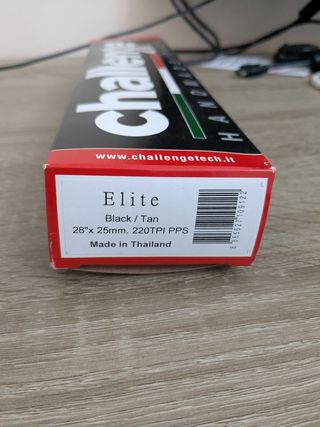 challenge
HANDMADE
www.challengetech.it
Elite
Black / Tan
28"x 25mm. 220TPI PPS
Made in Thailand